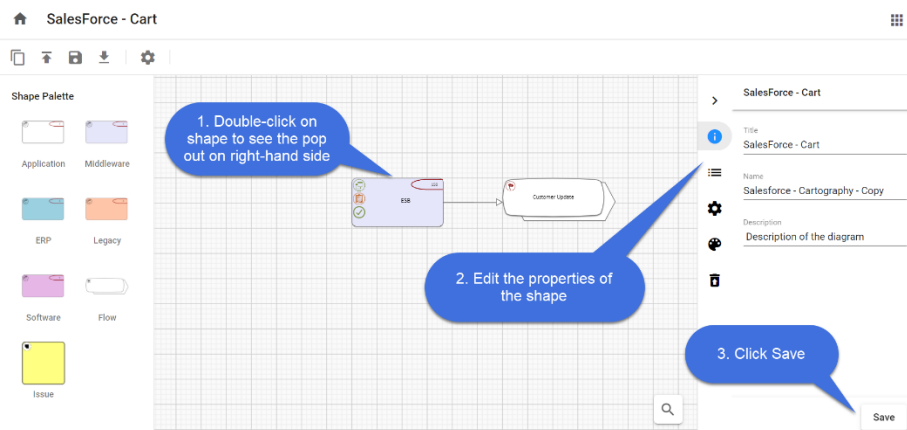 SalesForce - Cart
Shape Palette
Application
Middleware
ERP
Legacy
Software
Flow
Issue
1. Double-click on
shape to see the pop
out on right-hand side
ESB
Customer Update
2. Edit the properties of
the shape
SalesForce - Cart
Title
SalesForce - Cart
Name
Salesforce - Cartography - Copy
Description
Description of the diagram
3. Click Save
Save